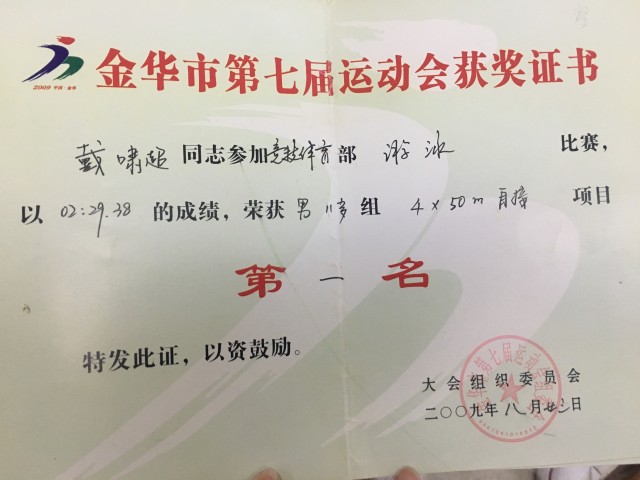 2009 中国·金华
金华市第七届运动会获奖证书
戴啸超 同志参加竞技体育部 游泳 比赛，
以 02:29.38 的成绩，荣获 男 组 4×50m 自接 项目
第一名
特发此证，以资鼓励。
大会组织委员会
二〇〇九年八月廿三日